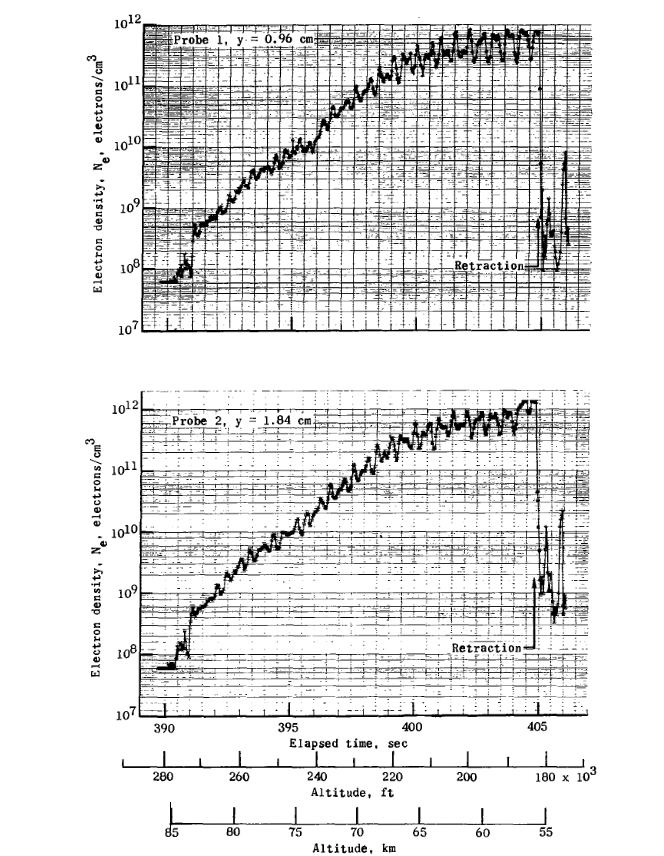 10^12
Probe 1, y = 0.96 cm
10^11
10^10
10^9
10^8
10^7
Electron density, N_e, electrons/cm^3
Retraction
10^12
Probe 2, y = 1.84 cm
10^11
10^10
10^9
10^8
10^7
Electron density, N_e, electrons/cm^3
Retraction
390 395 400 405
Elapsed time, sec
280 260 240 220 200 180 x 10^3
Altitude, ft
85 80 75 70 65 60 55
Altitude, km